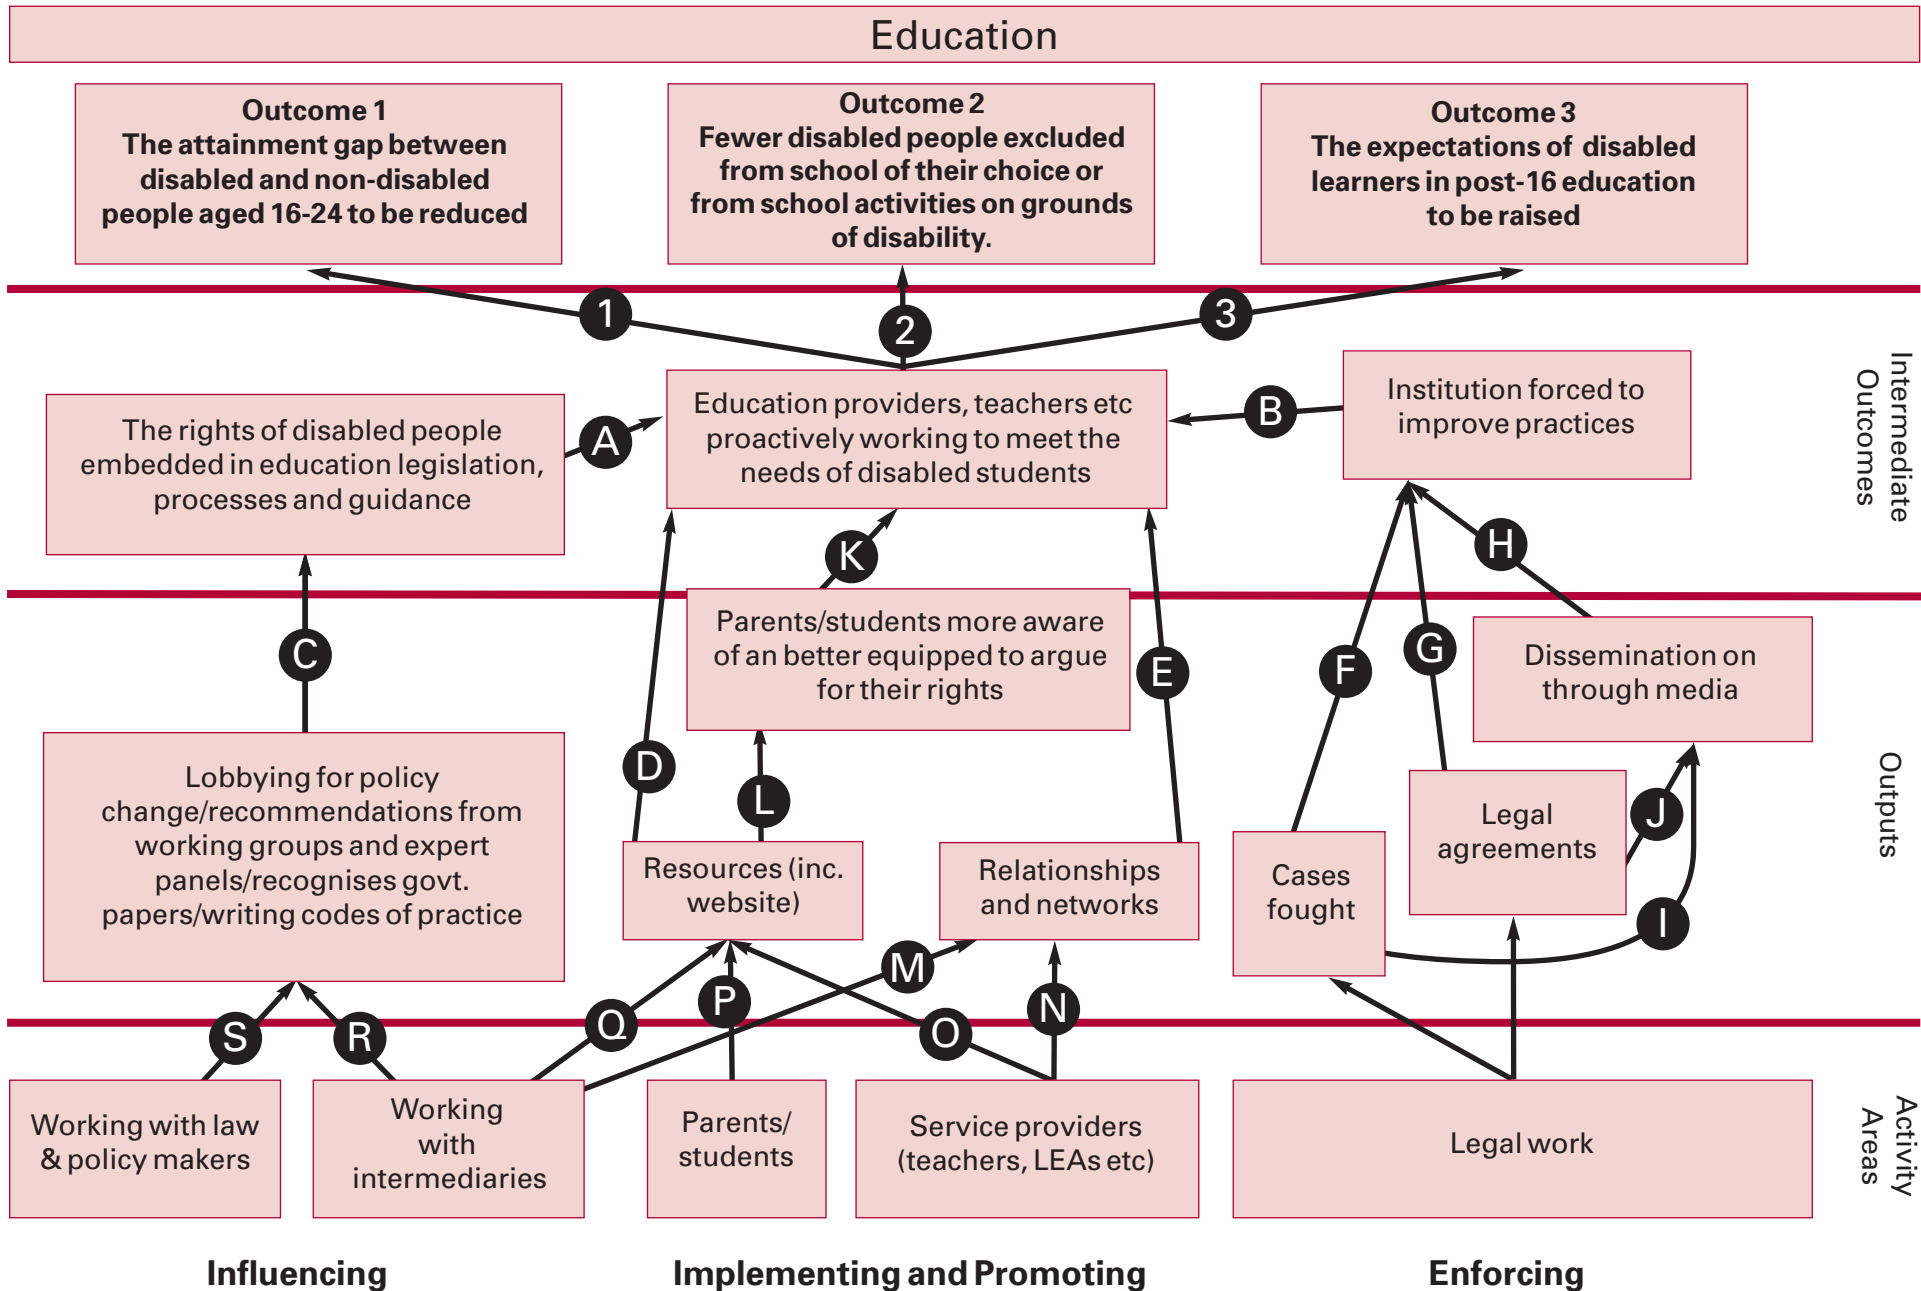 Education
Outcome 1
The attainment gap between
disabled and non-disabled
people aged 16-24 to be reduced
Outcome 2
Fewer disabled people excluded
from school of their choice or
from school activities on grounds
of disability.
Outcome 3
The expectations of disabled
learners in post-16 education
to be raised
1
2
3
Intermediate
Outcomes
The rights of disabled people
embedded in education legislation,
processes and guidance
A
Education providers, teachers etc
proactively working to meet the
needs of disabled students
B
Institution forced to
improve practices
K
H
C
D
Parents/students more aware
of an better equipped to argue
for their rights
E
F
G
Dissemination on
through media
Outputs
Lobbying for policy
change/recommendations from
working groups and expert
panels/recognises govt.
papers/writing codes of practice
L
Resources (inc.
website)
Relationships
and networks
Cases
fought
Legal
agreements
J
I
M
P
N
Q
O
S
R
Activity
Areas
Working with law
& policy makers
Working
with
intermediaries
Parents/
students
Service providers
(teachers, LEAs etc)
Legal work
Influencing
Implementing and Promoting
Enforcing